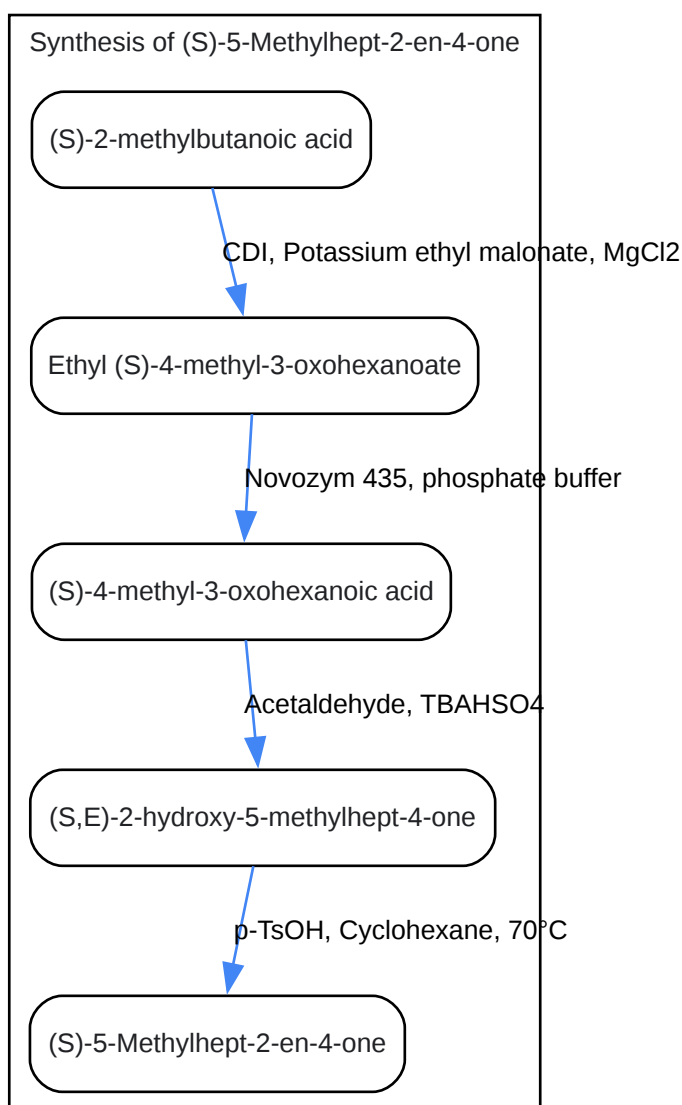 Synthesis of (S)-5-Methylhept-2-en-4-one
(S)-2-methylbutanoic acid
CDI, Potassium ethyl malonate, MgCl2
Ethyl (S)-4-methyl-3-oxohexanoate
Novozym 435, phosphate buffer
(S)-4-methyl-3-oxohexanoic acid
Acetaldehyde, TBAHSO4
(S,E)-2-hydroxy-5-methylhept-4-one
p-TsOH, Cyclohexane, 70°C
(S)-5-Methylhept-2-en-4-one